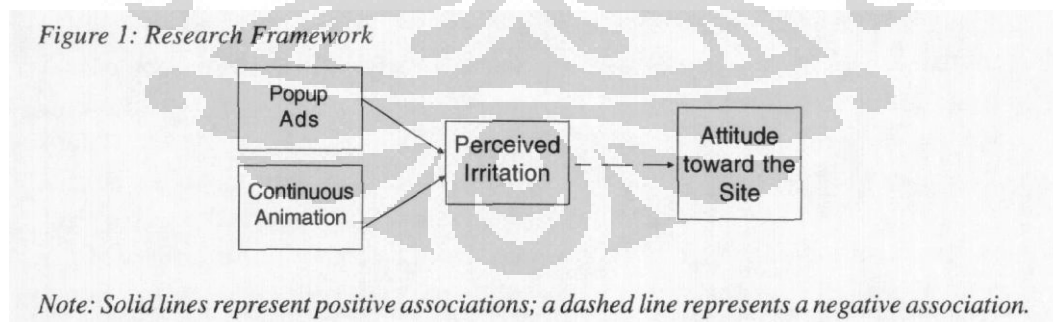 Figure 1: Research Framework
Popup
Ads
Continuous
Animation
Perceived
Irritation
Attitude
toward the
Site
Note: Solid lines represent positive associations; a dashed line represents a negative association.